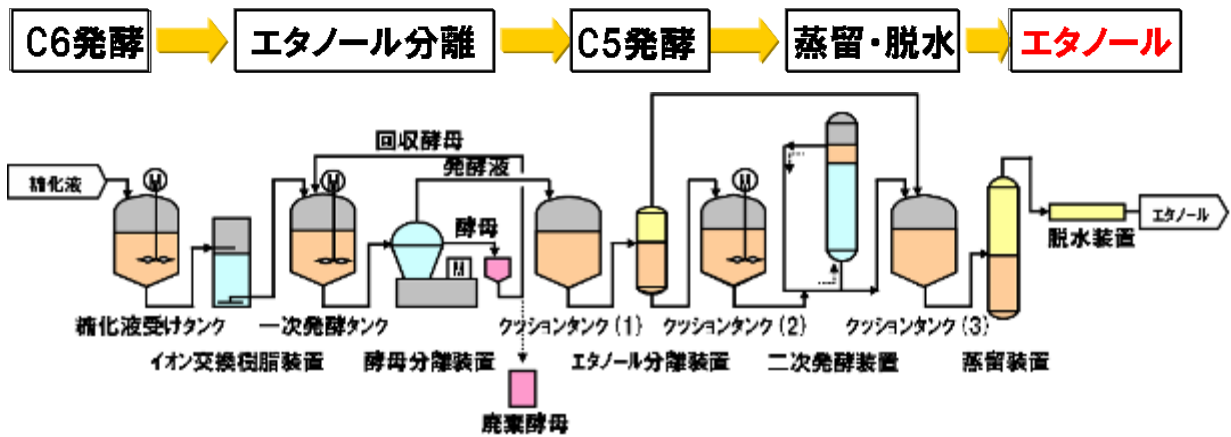 C6発酵
エタノール分離
C5発酵
蒸留・脱水
エタノール
回収酵母
発酵液
糖化液
M
M
酵母
M
M
エタノール
脱水装置
糖化液受けタンク
一次発酵タンク
クッションタンク(1)
クッションタンク(2)
クッションタンク(3)
イオン交換樹脂装置
酵母分離装置
エタノール分離装置
二次発酵装置
蒸留装置
廃棄酵母